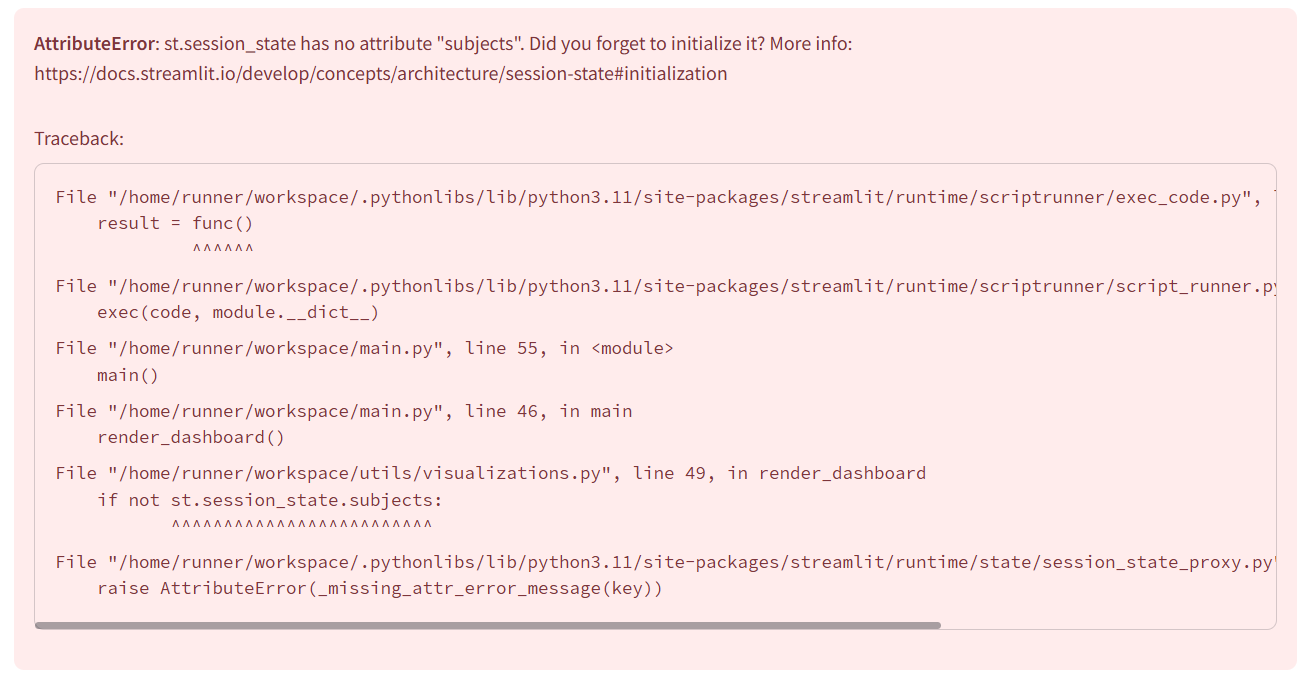 AttributeError: st.session_state has no attribute "subjects". Did you forget to initialize it? More info:
https://docs.streamlit.io/develop/concepts/architecture/session-state#initialization
Traceback:
File "/home/runner/workspace/.pythonlibs/lib/python3.11/site-packages/streamlit/runtime/scriptrunner/exec_code.py",
    result = func()
             ^^^^^^
File "/home/runner/workspace/.pythonlibs/lib/python3.11/site-packages/streamlit/runtime/scriptrunner/script_runner.py
    exec(code, module.__dict__)
File "/home/runner/workspace/main.py", line 55, in <module>
    main()
File "/home/runner/workspace/main.py", line 46, in main
    render_dashboard()
File "/home/runner/workspace/utils/visualizations.py", line 49, in render_dashboard
    if not st.session_state.subjects:
           ^^^^^^^^^^^^^^^^^^^^^^^^^
File "/home/runner/workspace/.pythonlibs/lib/python3.11/site-packages/streamlit/runtime/state/session_state_proxy.py"
    raise AttributeError(_missing_attr_error_message(key))